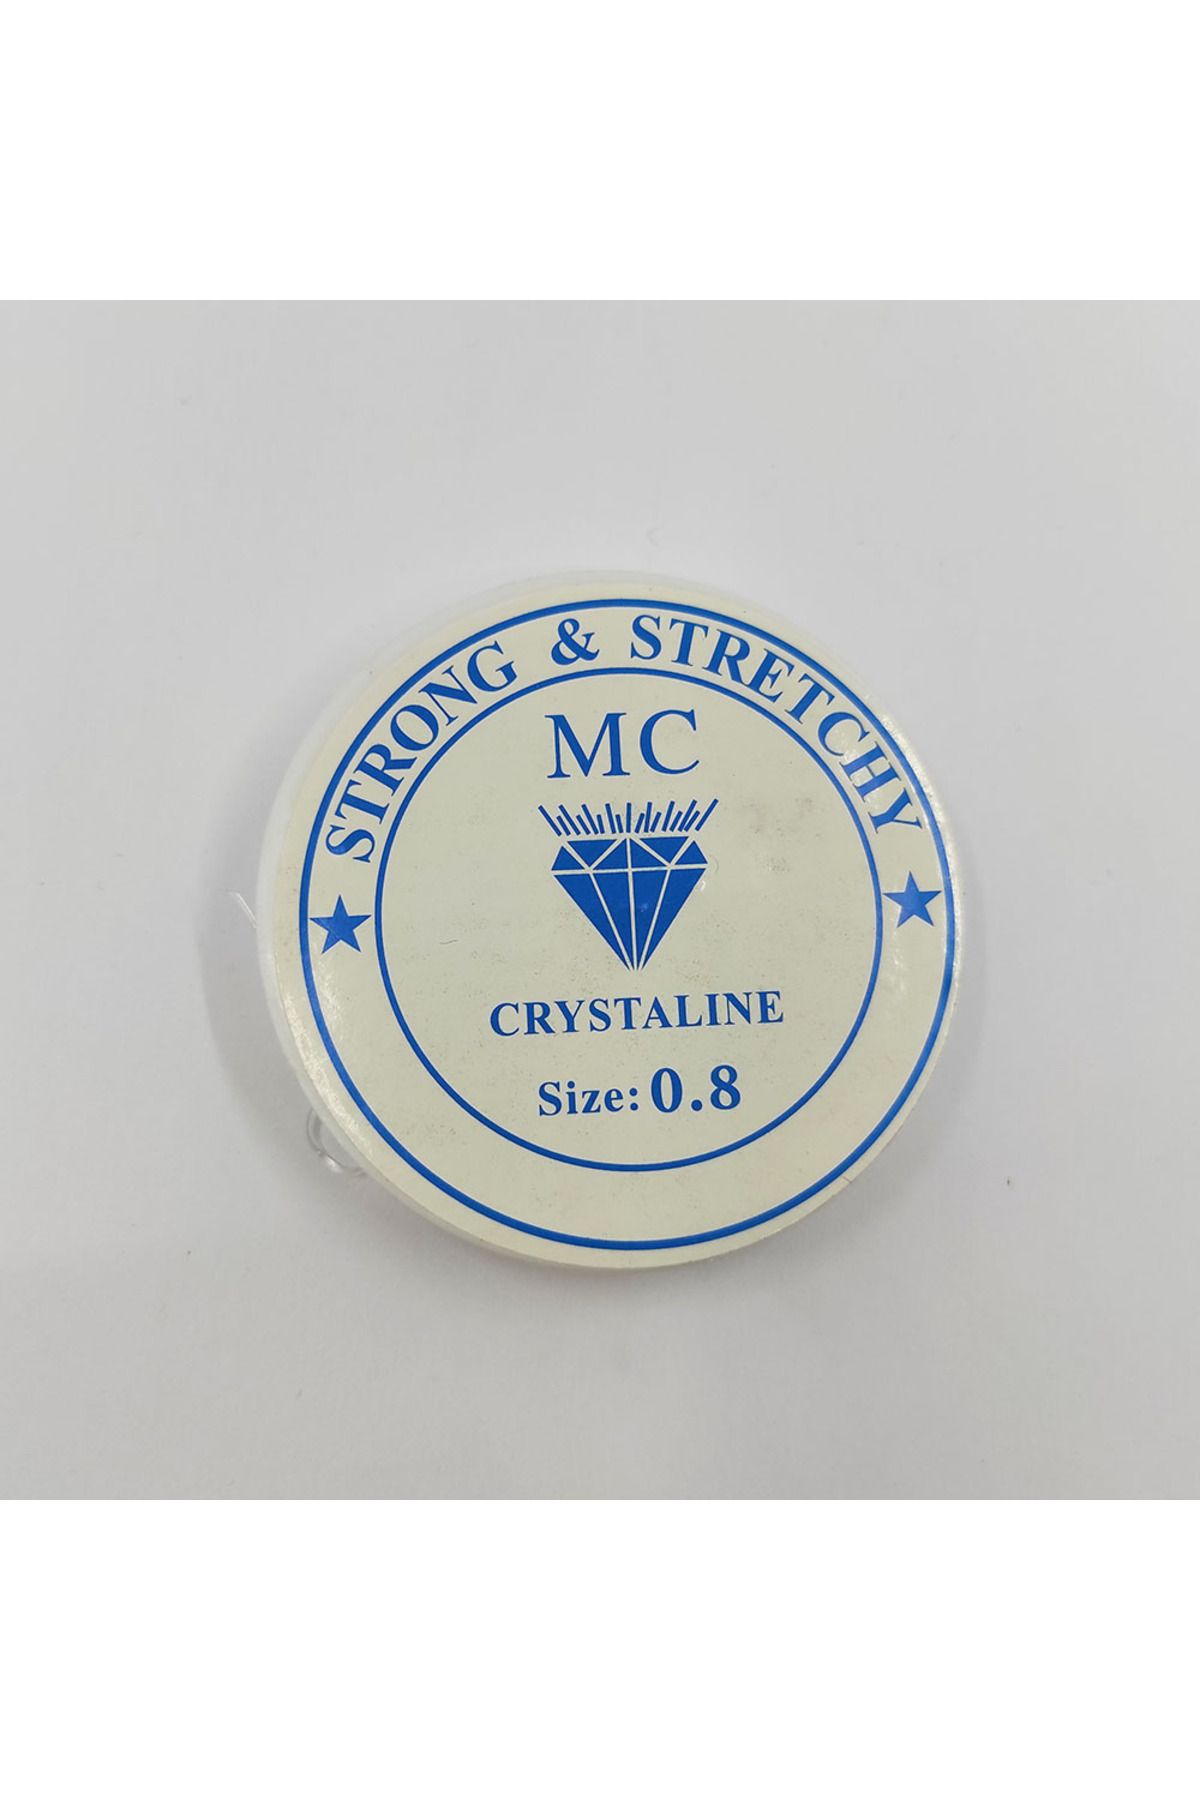 STRONG & STRETCHY
MC
CRYSTALINE
Size: 0.8